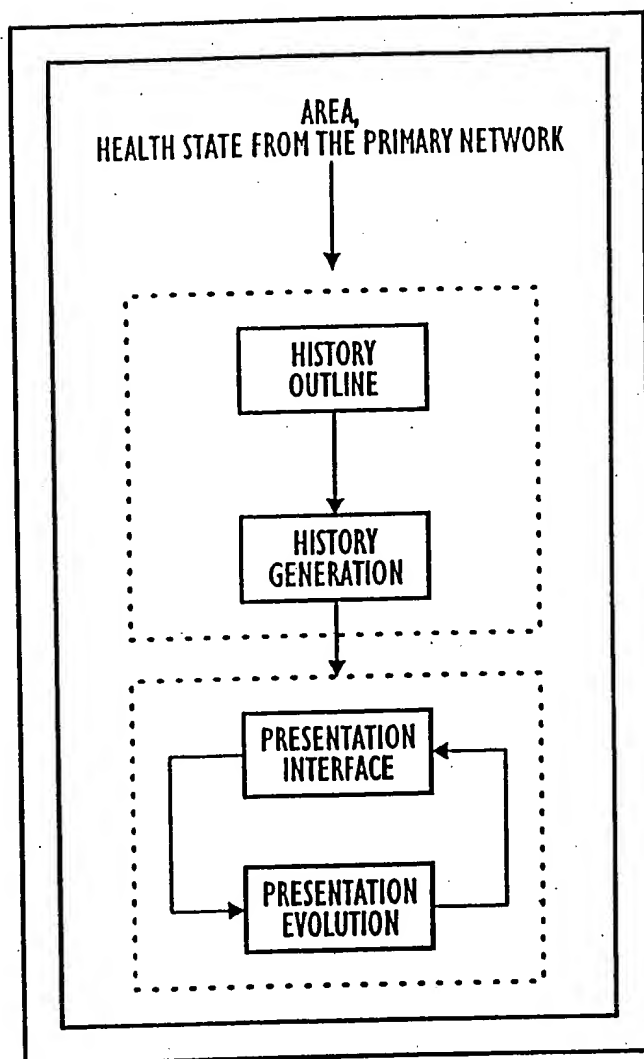 AREA,
HEALTH STATE FROM THE PRIMARY NETWORK
HISTORY
OUTLINE
HISTORY
GENERATION
PRESENTATION
INTERFACE
PRESENTATION
EVOLUTION